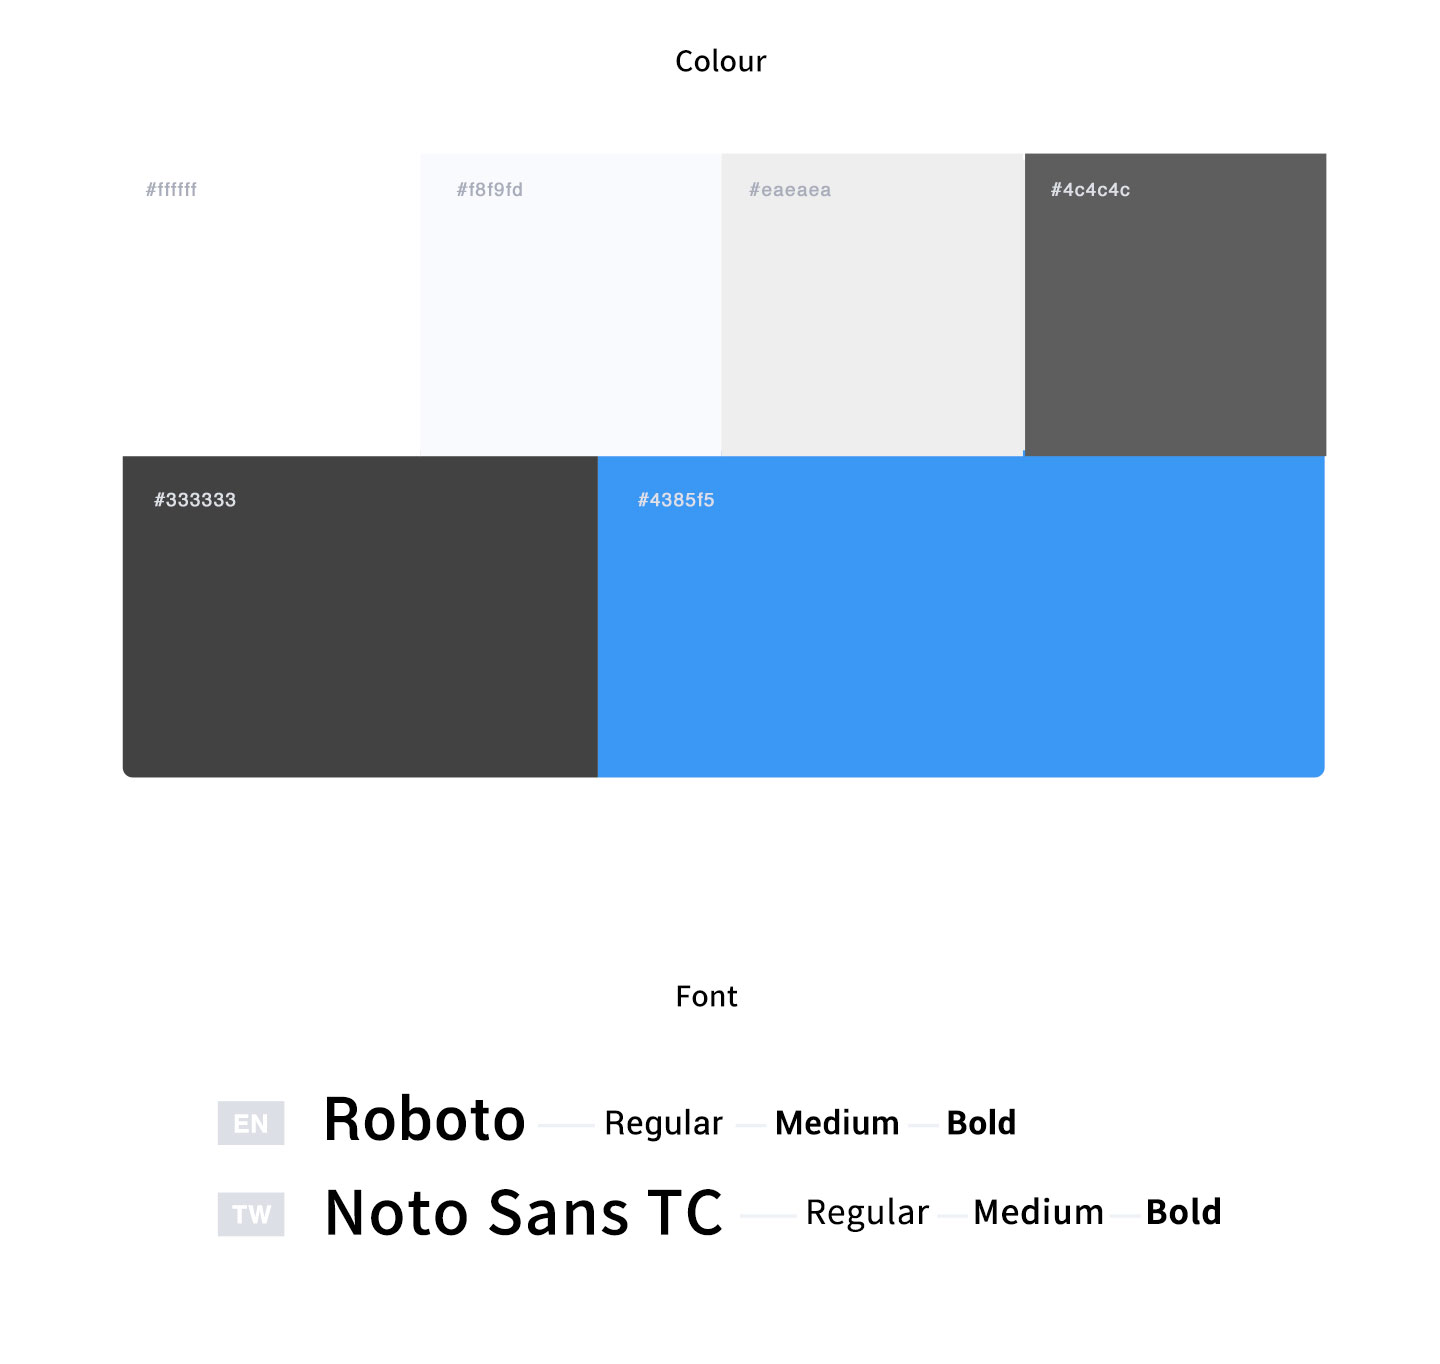 Colour
#ffffff #f8f9fd #eaeaea #4c4c4c
#333333 #4385f5
Font
EN Roboto Regular Medium Bold
TW Noto Sans TC Regular Medium Bold